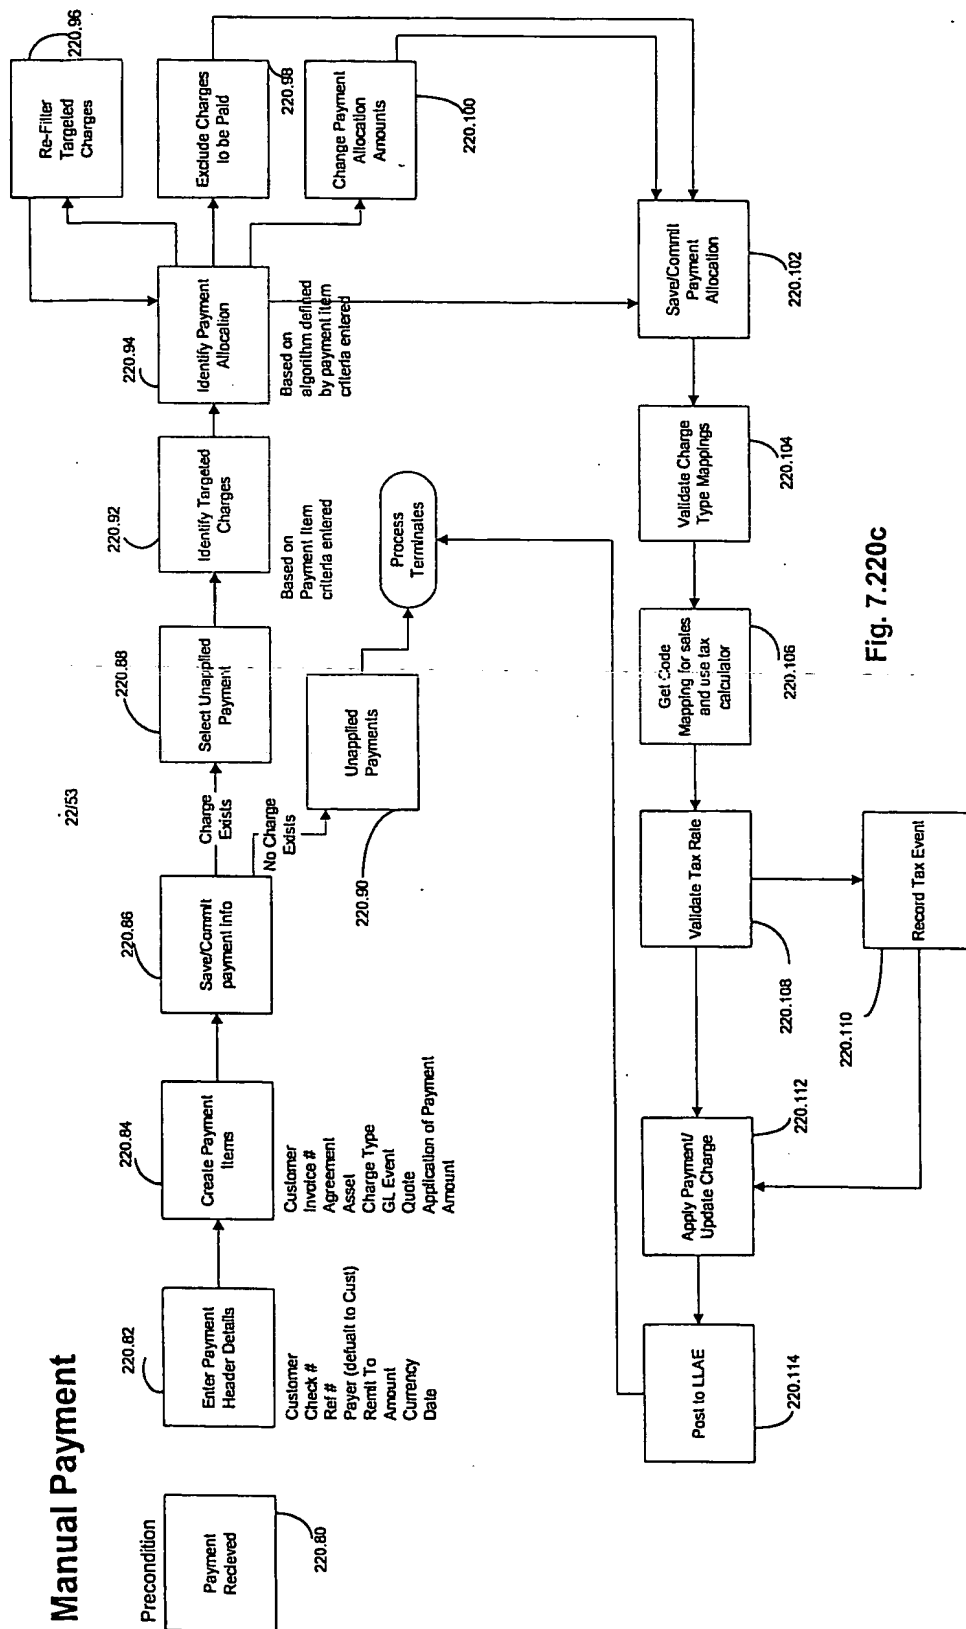 22/53
Manual Payment
Precondition
Payment
Recieved
220.80
220.82
Enter Payment
Header Details
Customer
Check #
Ref #
Payer (defualt to Cust)
Remit To
Amount
Currency
Date
220.84
Create Payment
Items
Customer
Invoice #
Agreement
Asset
Charge Type
GL Event
Quote
Application of Payment
Amount
220.86
Save/Commit
payment info
Charge
Exists
No Charge
Exists
220.88
Select Unapplied
Payment
220.90
Unapplied
Payments
220.92
Identify Targeted
Charges
Based on
Payment Item
criteria entered
Process
Terminates
220.94
Identify Payment
Allocation
Based on
algorithm defined
by payment item
criteria entered
220.96
Re-Filter
Targeted
Charges
Exclude Charges
to be Paid
220.98
Change Payment
Allocation
Amounts
220.100
Save/Commit
Payment
Allocation
220.102
Validate Charge
Type Mappings
220.104
Get Code
Mapping for sales
and use tax
calculator
220.106
Validate Tax Rate
220.108
Record Tax Event
220.110
Apply Payment/
Update Charge
220.112
Post to LLAE
220.114
Fig. 7.220c